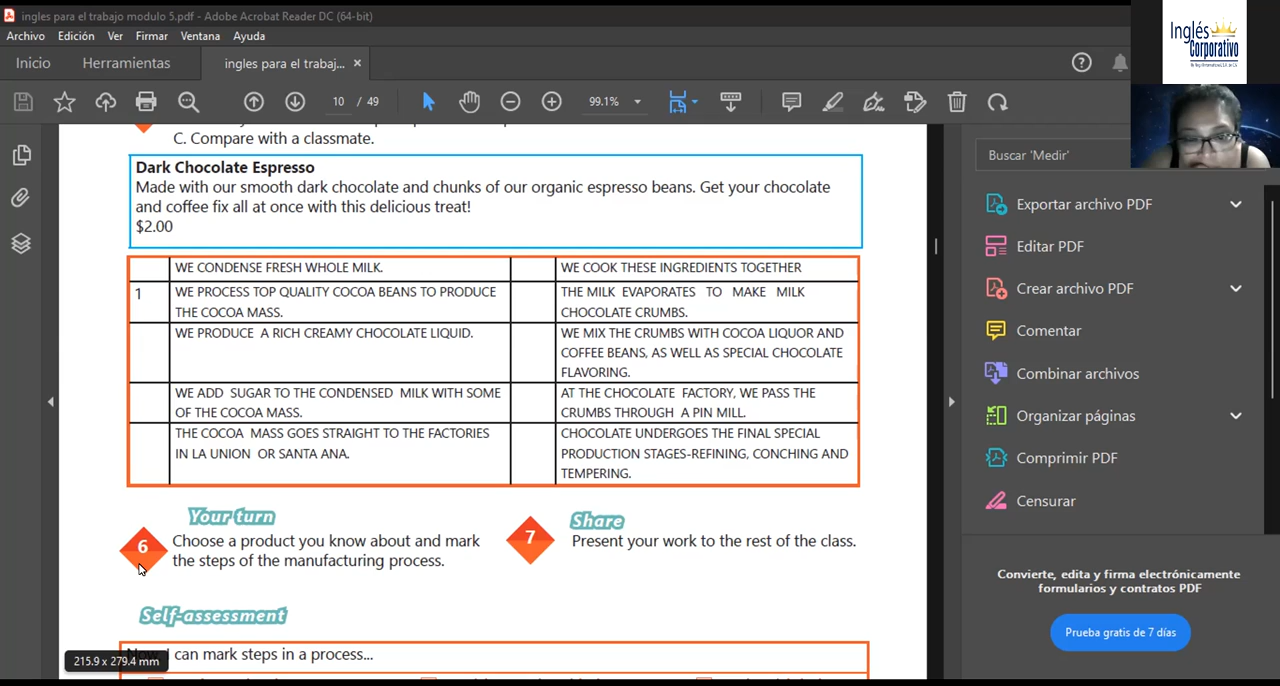 ingles para el trabajo modulo 5.pdf - Adobe Acrobat Reader DC (64-bit)
Archivo Edición Ver Firmar Ventana Ayuda
Inicio Herramientas ingles para el trabaj... ×
10 / 49 99.1%
Inglés
Corporativo
C. Compare with a classmate.
Dark Chocolate Espresso
Made with our smooth dark chocolate and chunks of our organic espresso beans. Get your chocolate
and coffee fix all at once with this delicious treat!
$2.00
WE CONDENSE FRESH WHOLE MILK.
WE COOK THESE INGREDIENTS TOGETHER
1 WE PROCESS TOP QUALITY COCOA BEANS TO PRODUCE
THE COCOA MASS.
THE MILK EVAPORATES TO MAKE MILK
CHOCOLATE CRUMBS.
WE PRODUCE A RICH CREAMY CHOCOLATE LIQUID.
WE MIX THE CRUMBS WITH COCOA LIQUOR AND
COFFEE BEANS, AS WELL AS SPECIAL CHOCOLATE
FLAVORING.
WE ADD SUGAR TO THE CONDENSED MILK WITH SOME
OF THE COCOA MASS.
AT THE CHOCOLATE FACTORY, WE PASS THE
CRUMBS THROUGH A PIN MILL.
THE COCOA MASS GOES STRAIGHT TO THE FACTORIES
IN LA UNION OR SANTA ANA.
CHOCOLATE UNDERGOES THE FINAL SPECIAL
PRODUCTION STAGES-REFINING, CONCHING AND
TEMPERING.
Your turn
6 Choose a product you know about and mark
the steps of the manufacturing process.
Share
7 Present your work to the rest of the class.
Self-assessment
I can mark steps in a process...
215.9 x 279.4 mm
Buscar 'Medir'
Exportar archivo PDF
Editar PDF
Crear archivo PDF
Comentar
Combinar archivos
Organizar páginas
Comprimir PDF
Censurar
Convierte, edita y firma electrónicamente
formularios y contratos PDF
Prueba gratis de 7 días